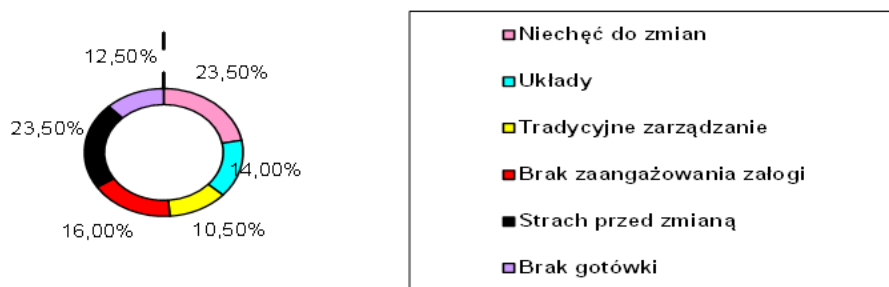 12,50%
23,50%
23,50%
14,00%
16,00%
10,50%
Niechęć do zmian
Układy
Tradycyjne zarządzanie
Brak zaangażowania załogi
Strach przed zmianą
Brak gotówki